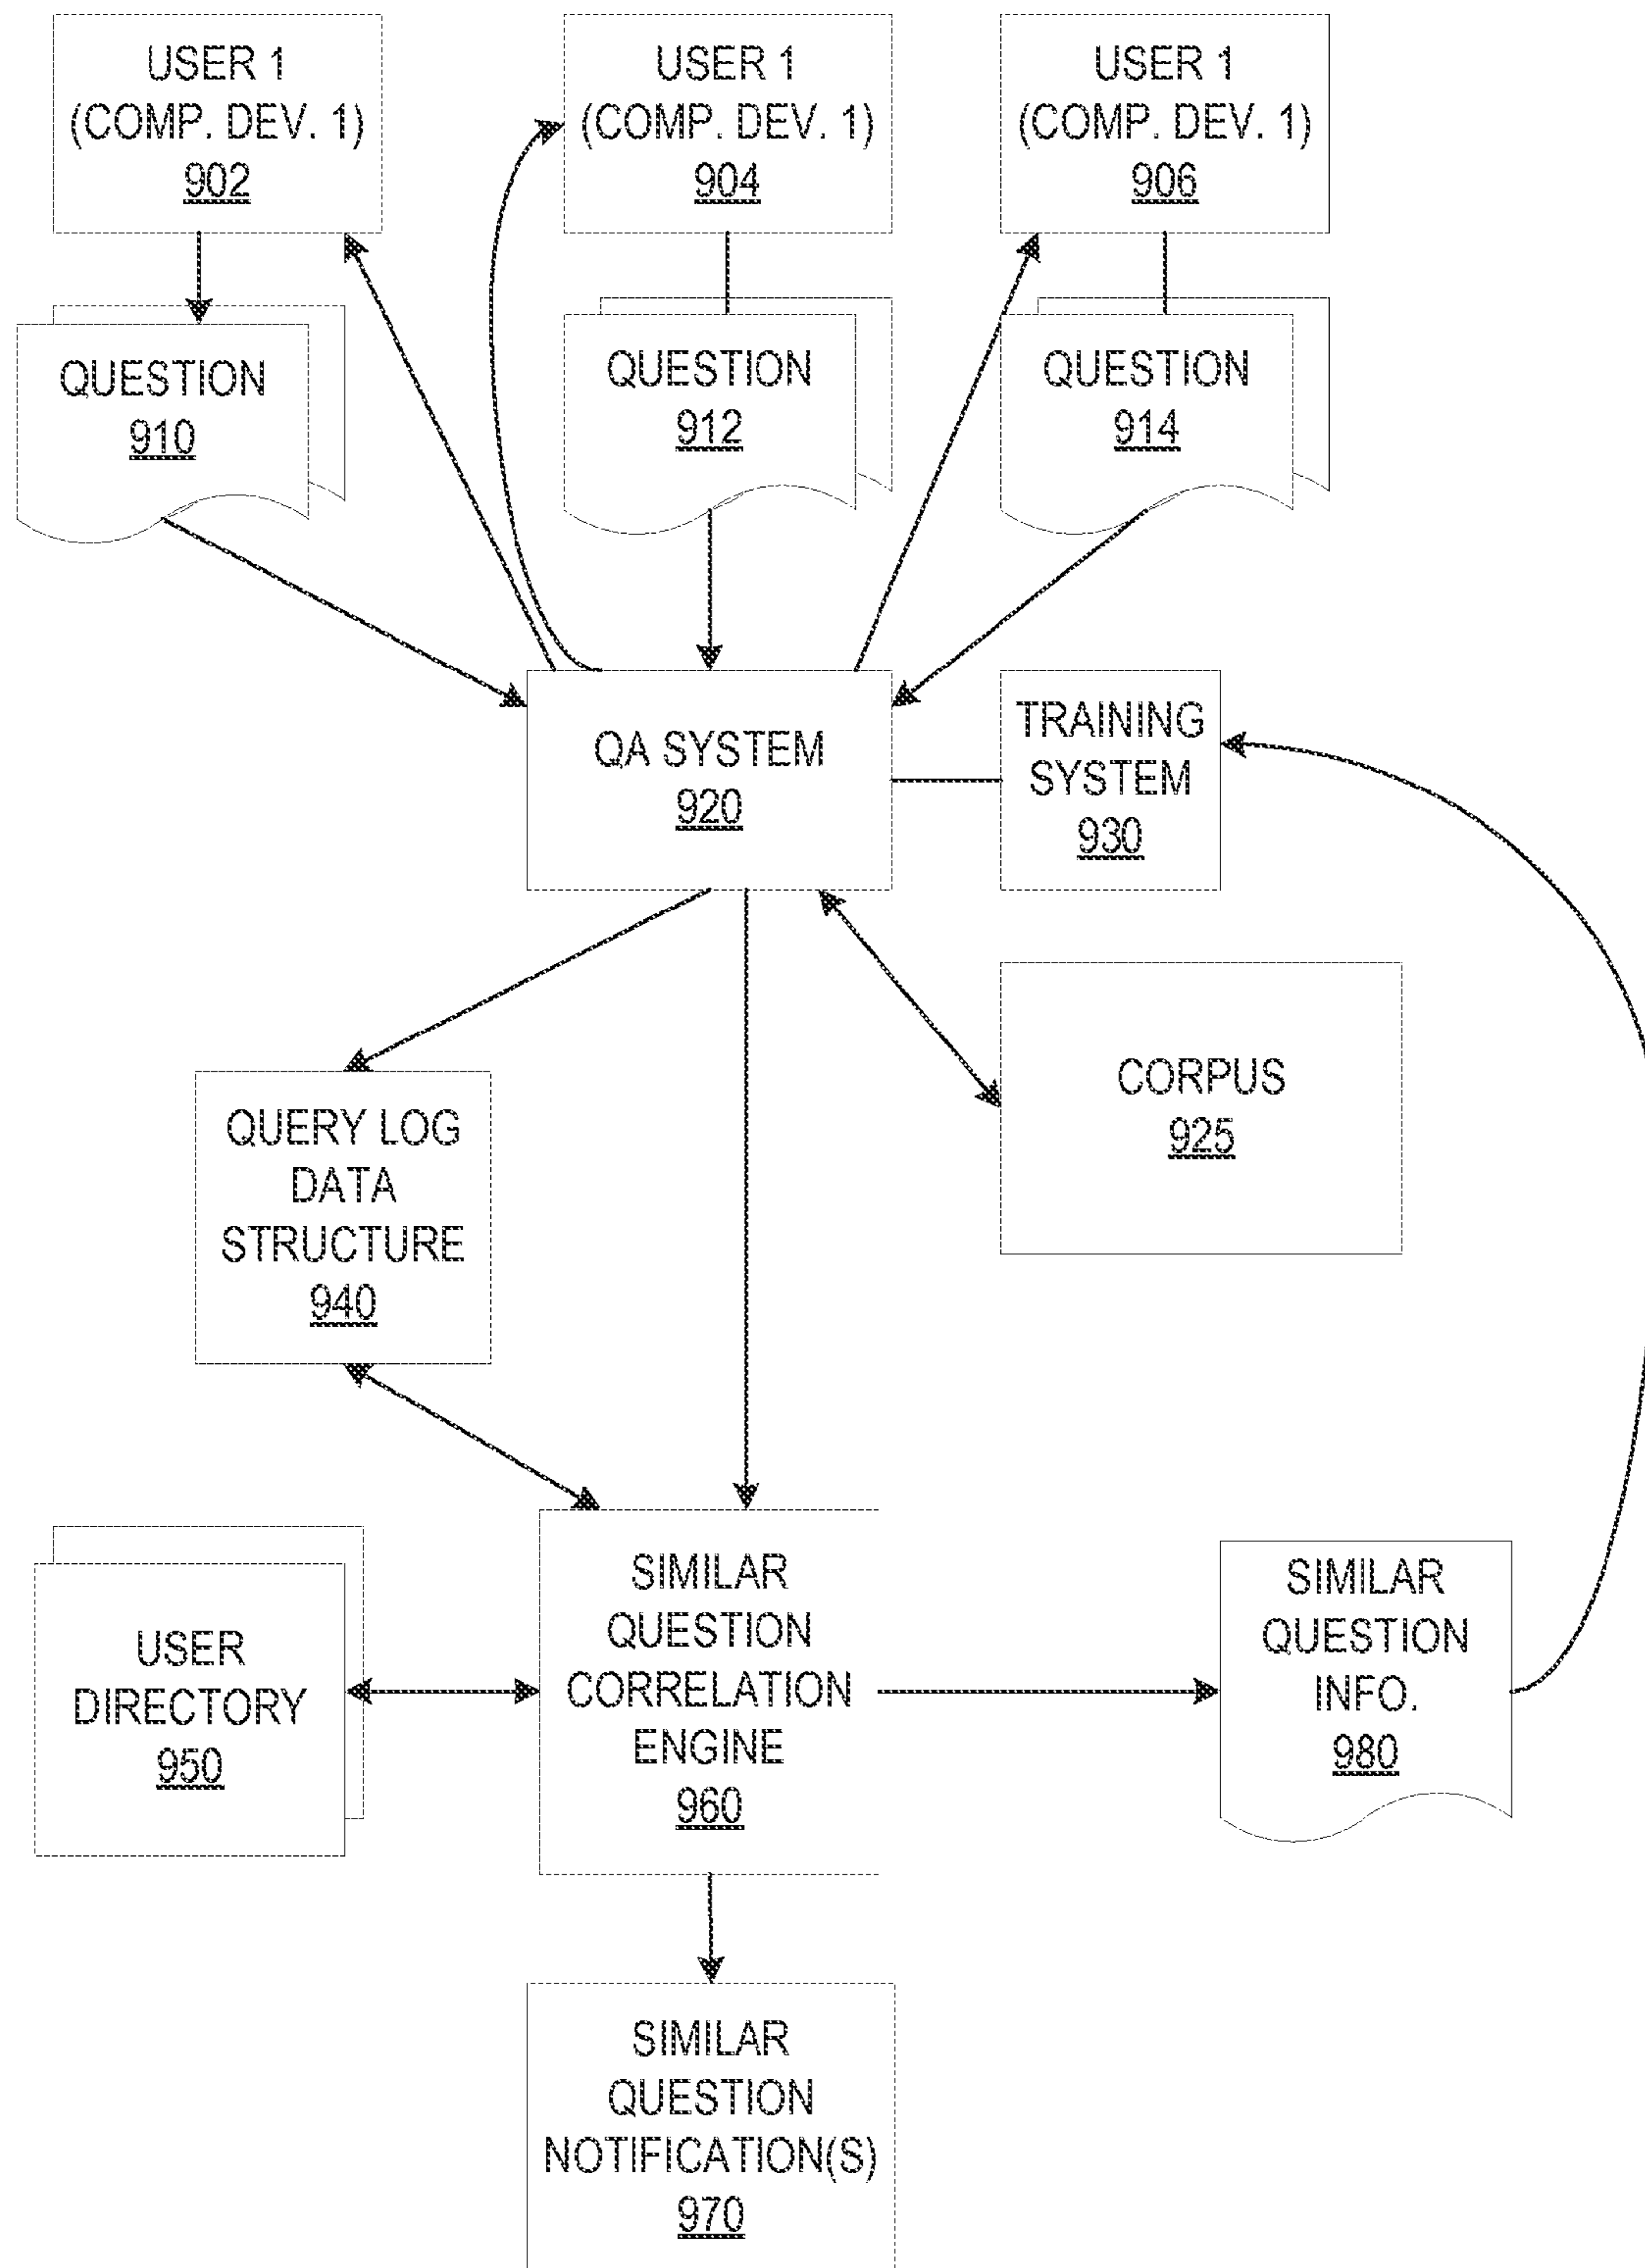 USER 1
(COMP. DEV. 1)
902
USER 1
(COMP. DEV. 1)
904
USER 1
(COMP. DEV. 1)
906
QUESTION
910
QUESTION
912
QUESTION
914
QA SYSTEM
920
TRAINING
SYSTEM
930
CORPUS
925
QUERY LOG
DATA
STRUCTURE
940
USER
DIRECTORY
950
SIMILAR
QUESTION
CORRELATION
ENGINE
960
SIMILAR
QUESTION
INFO.
980
SIMILAR
QUESTION
NOTIFICATION(S)
970